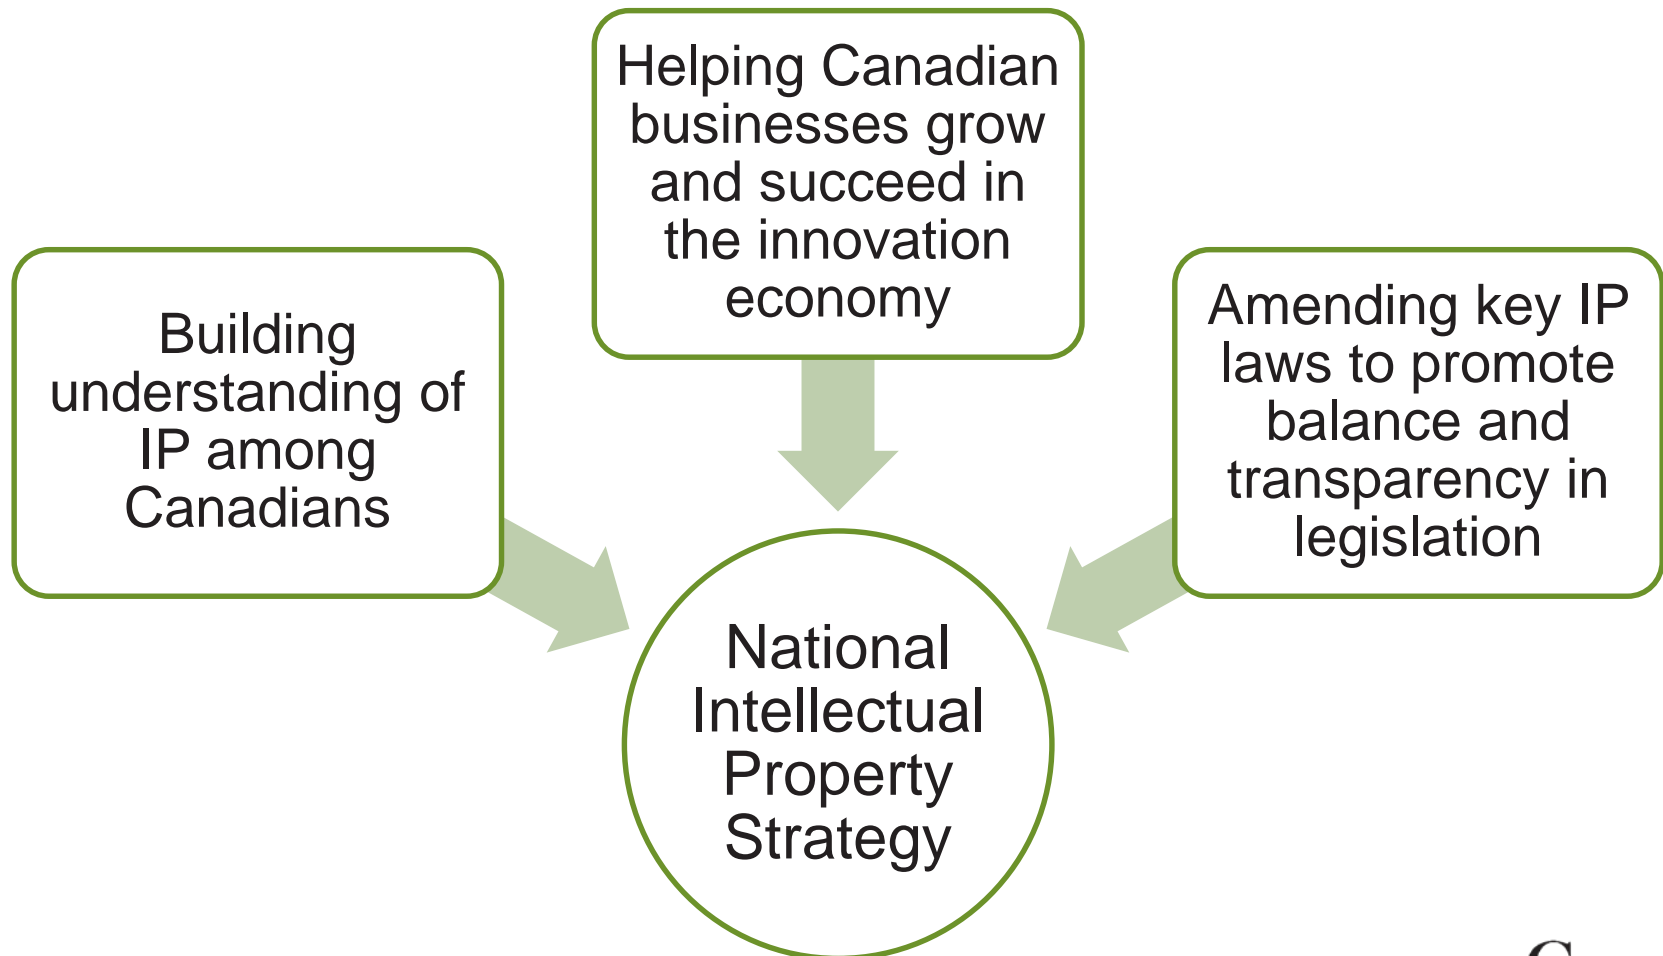 Helping Canadian
businesses grow
and succeed in
the innovation
economy
Building
understanding of
IP among
Canadians
Amending key IP
laws to promote
balance and
transparency in
legislation
National
Intellectual
Property
Strategy